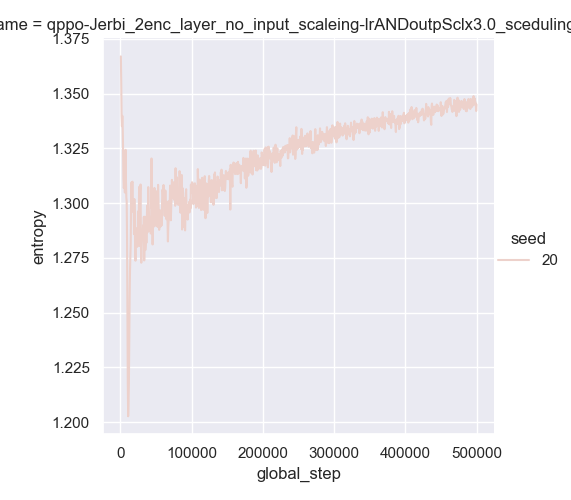 ame = qppo-Jerbi_2enc_layer_no_input_scaleing-lrANDoutpSclx3.0_sceduling
1.375
1.350
1.325
1.300
1.275
1.250
1.225
1.200
entropy
0 100000 200000 300000 400000 500000
global_step
seed
20